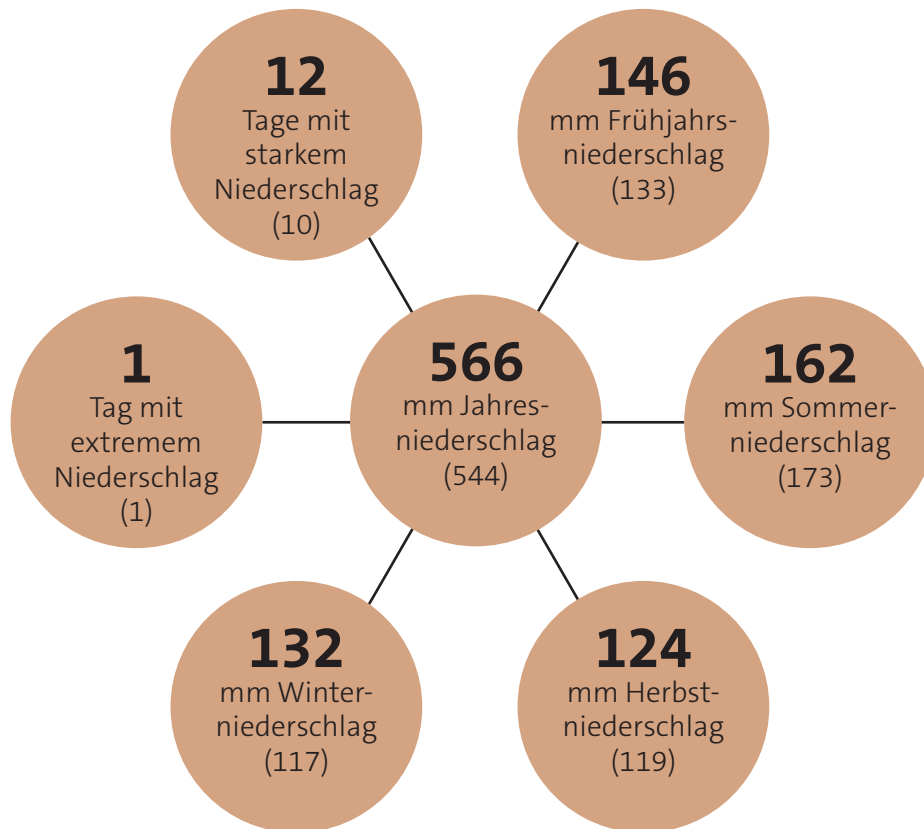 12
Tage mit
starkem
Niederschlag
(10)
146
mm Frühjahrs-
niederschlag
(133)
1
Tag mit
extremem
Niederschlag
(1)
566
mm Jahres-
niederschlag
(544)
162
mm Sommer-
niederschlag
(173)
132
mm Winter-
niederschlag
(117)
124
mm Herbst-
niederschlag
(119)